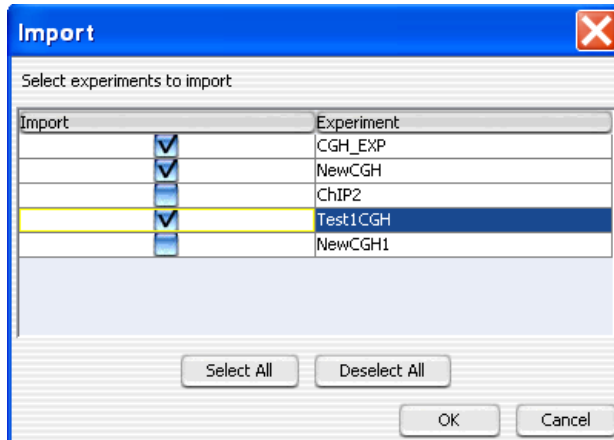 Import
Select experiments to import
Import Experiment
CGH_EXP
NewCGH
ChIP2
Test1CGH
NewCGH1
Select All Deselect All
OK Cancel